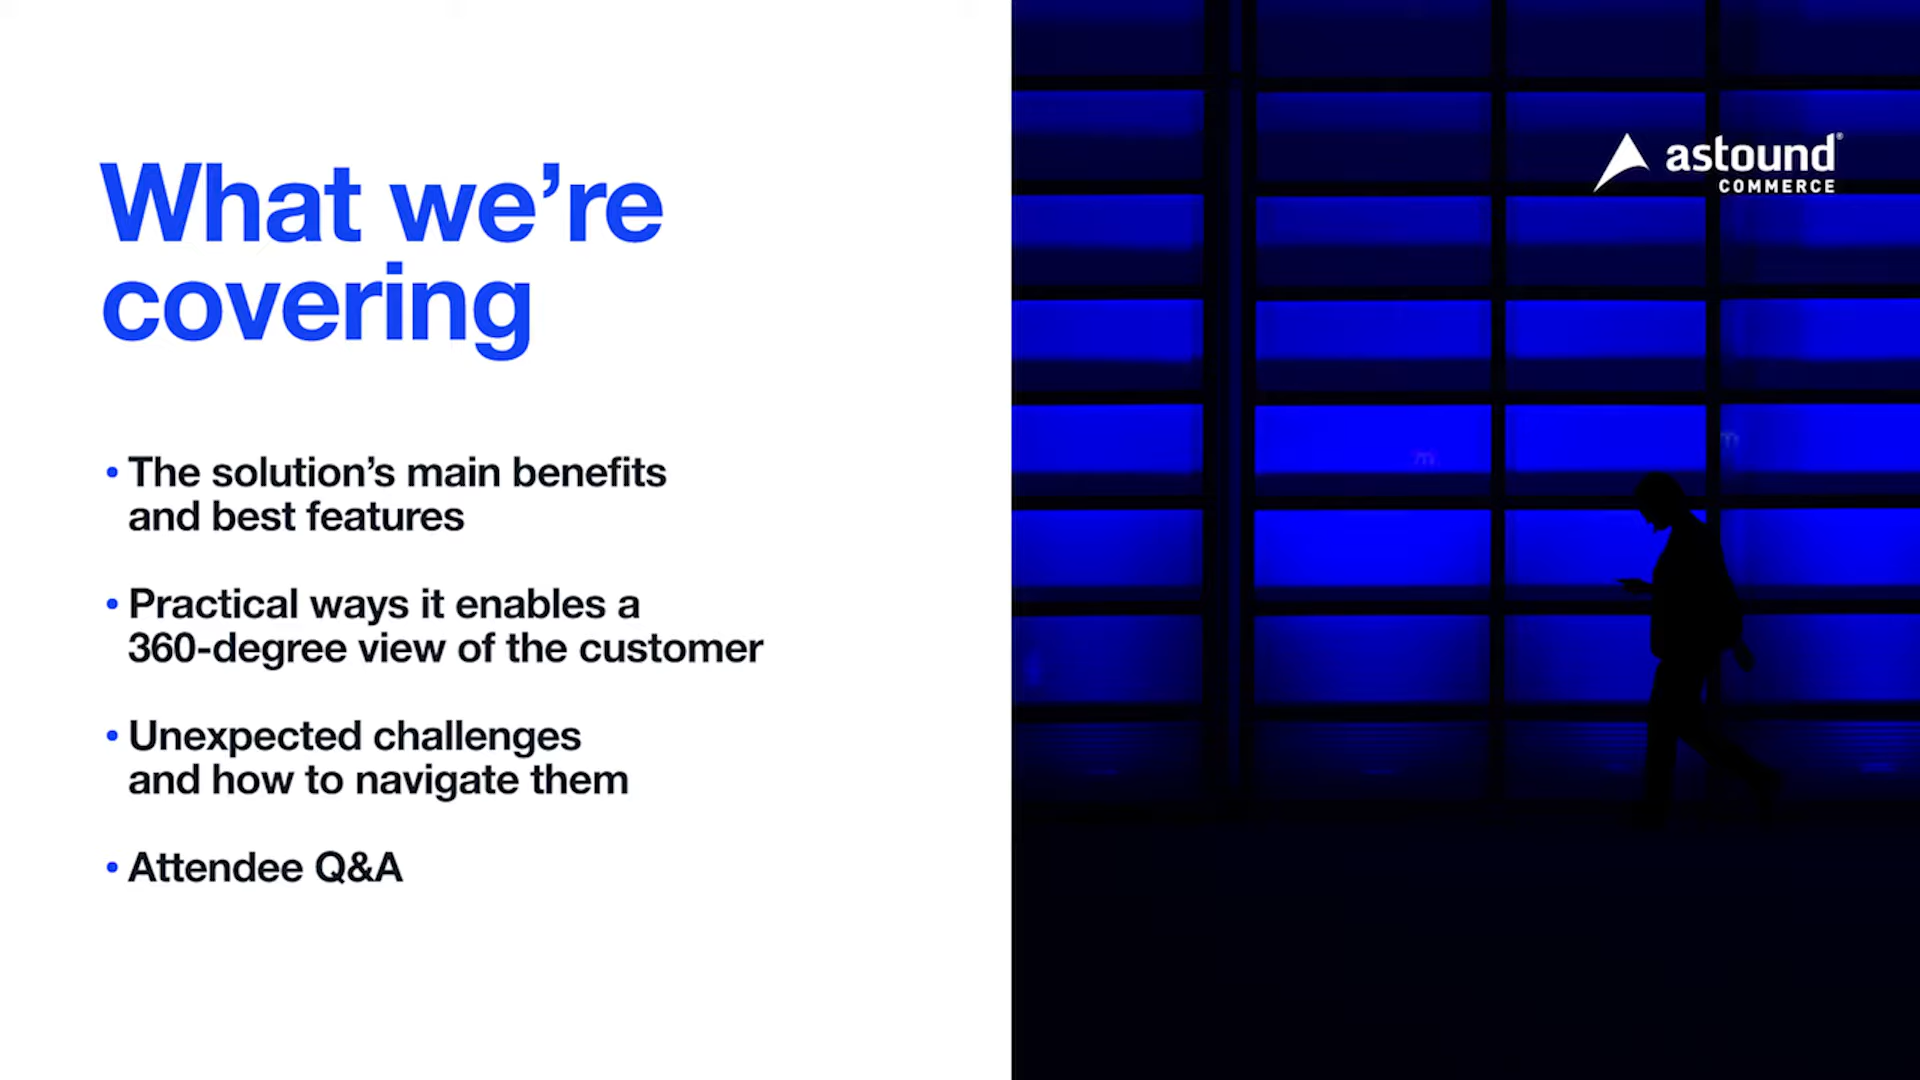 What we’re
covering
• The solution’s main benefits
and best features
• Practical ways it enables a
360-degree view of the customer
• Unexpected challenges
and how to navigate them
• Attendee Q&A
astound®
COMMERCE